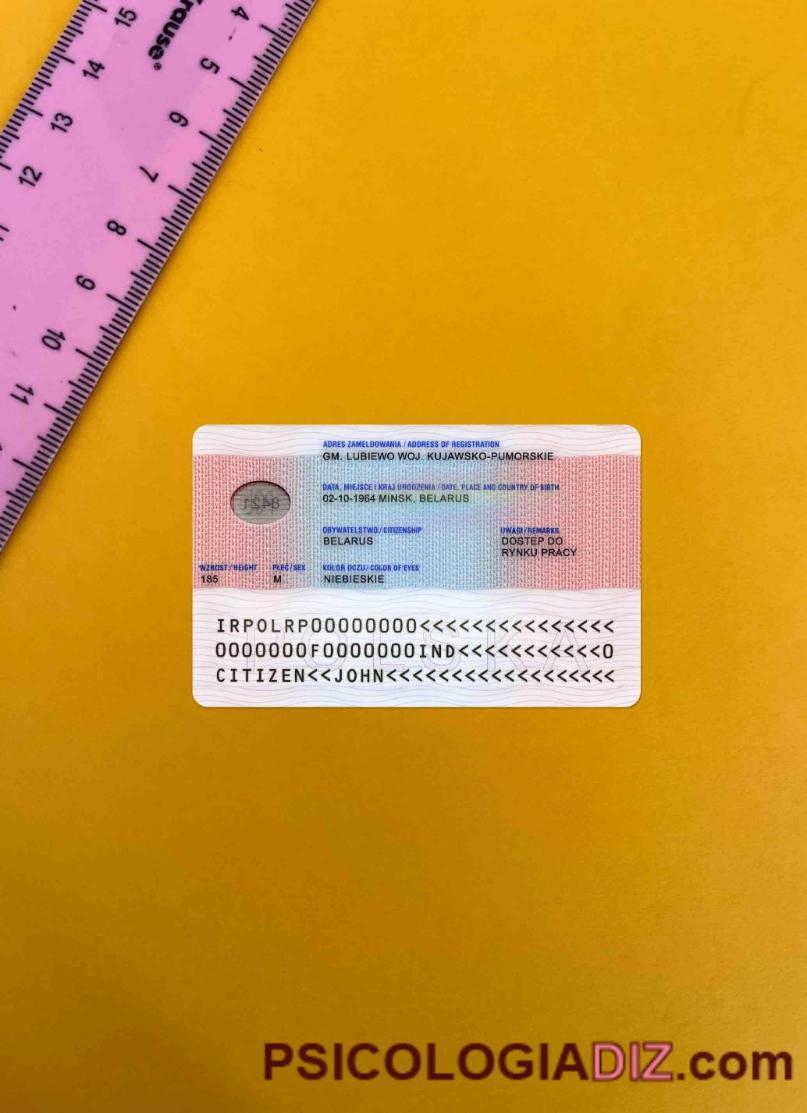 Krause®
15
14
13
12
11
4
5
6
7
8
9
10
11
ADRES ZAMELDOWANIA / ADDRESS OF REGISTRATION
GM. LUBIEWO WOJ. KUJAWSKO-PUMORSKIE
DATA, MIEJSCE I KRAJ URODZENIA / DATE, PLACE AND COUNTRY OF BIRTH
02-10-1964 MINSK, BELARUS
8421
OBYWATELSTWO / CITIZENSHIP
UWAGI / REMARKS
BELARUS
DOSTEP DO
RYNKU PRACY
WZROST / HEIGHT
PŁEĆ / SEX
KOLOR OCZU / COLOR OF EYES
185
M
NIEBIESKIE
POLSKA
IRPOLRP00000000<<<<<<<<<<<<<<<
0000000F0000000IND<<<<<<<<<<<0
CITIZEN<<JOHN<<<<<<<<<<<<<<<<<
PSICOLOGIADIZ.com